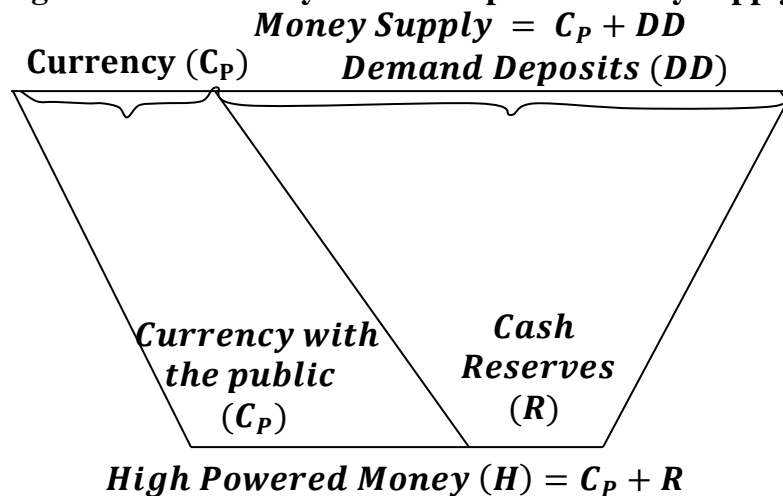 Money Supply = C_P + DD
Currency (C_P)
Demand Deposits (DD)
Currency with
the public
(C_P)
Cash
Reserves
(R)
High Powered Money (H) = C_P + R